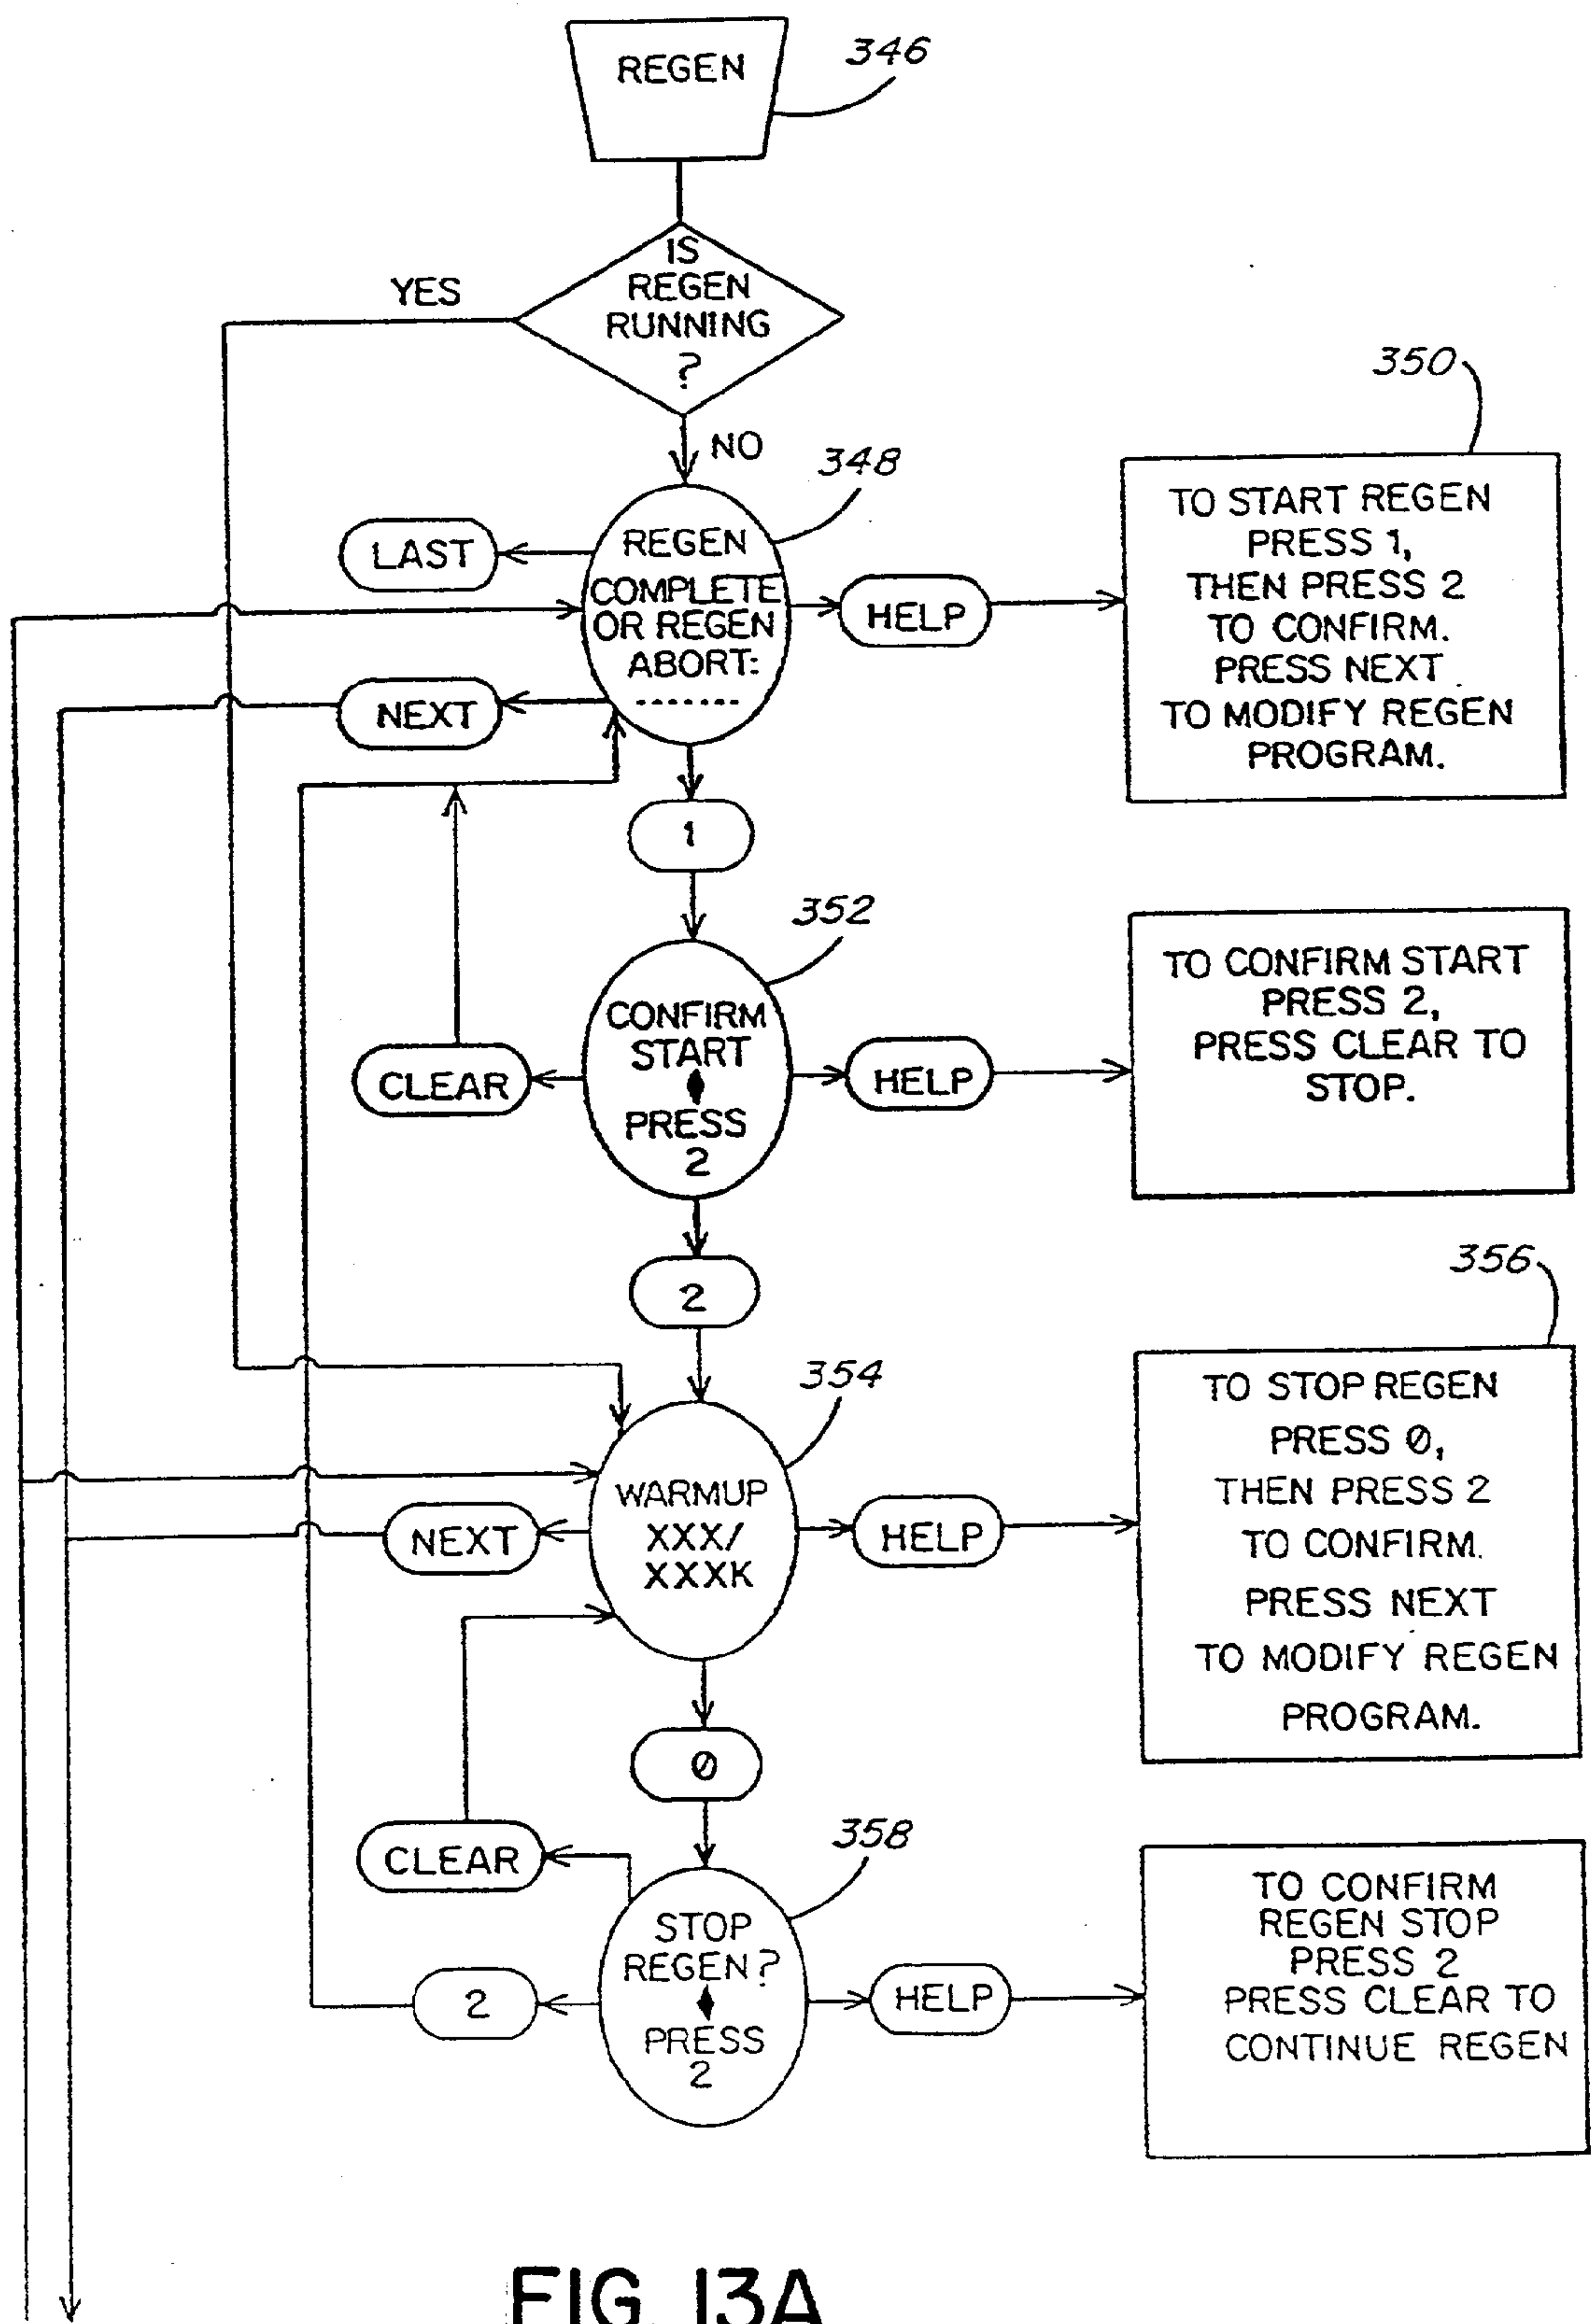 REGEN
346
IS
REGEN
RUNNING
?
YES
NO
348
350
REGEN
COMPLETE
OR REGEN
ABORT:
-------
LAST
NEXT
HELP
TO START REGEN
PRESS 1,
THEN PRESS 2
TO CONFIRM.
PRESS NEXT
TO MODIFY REGEN
PROGRAM.
1
352
CONFIRM
START
♦
PRESS
2
CLEAR
HELP
TO CONFIRM START
PRESS 2,
PRESS CLEAR TO
STOP.
2
354
356
WARMUP
XXX/
XXXK
NEXT
HELP
TO STOP REGEN
PRESS 0,
THEN PRESS 2
TO CONFIRM.
PRESS NEXT
TO MODIFY REGEN
PROGRAM.
0
358
CLEAR
STOP
REGEN?
♦
PRESS
2
2
HELP
TO CONFIRM
REGEN STOP
PRESS 2
PRESS CLEAR TO
CONTINUE REGEN
FIG. 13A